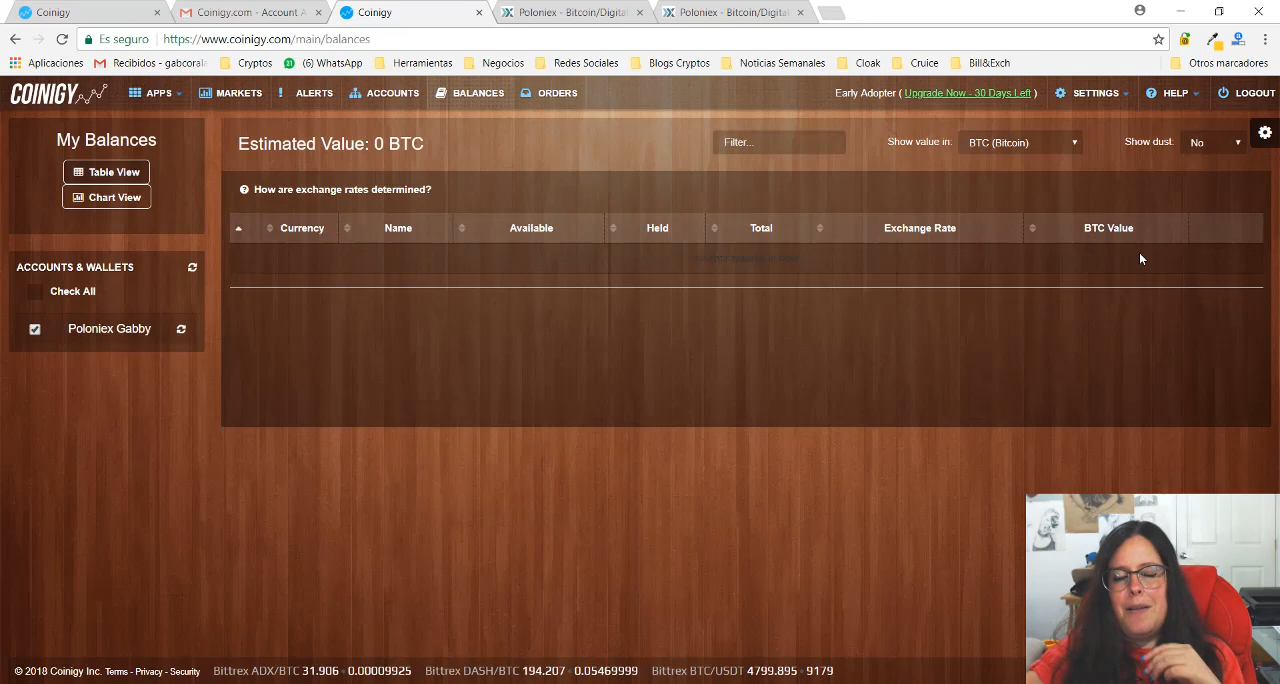 Coinigy
Coinigy.com - Account A
Coinigy
Poloniex - Bitcoin/Digital
Poloniex - Bitcoin/Digital
Es seguro https://www.coinigy.com/main/balances
Aplicaciones Recibidos - gabcorala Cryptos (6) WhatsApp Herramientas Negocio Redes Sociales Blogs Cryptos Noticias Semanales Cloak Cruice Bill&Exch Otros marcadores
COINIGY APPS MARKETS ! ALERTS ACCOUNTS BALANCES ORDERS Early Adopter ( Upgrade Now - 30 Days Left ) SETTINGS HELP LOGOUT
My Balances
Table View
Chart View
ACCOUNTS & WALLETS
Check All
Poloniex Gabby
Estimated Value: 0 BTC
Filter...
Show value in: BTC (Bitcoin)
Show dust: No
How are exchange rates determined?
Currency Name Available Held Total Exchange Rate BTC Value
© 2018 Coinigy Inc. Terms - Privacy - Security Bittrex ADX/BTC 31.906 - 0.00009925 Bittrex DASH/BTC 194.207 - 0.05469999 Bittrex BTC/USDT 4799.895 - 9179